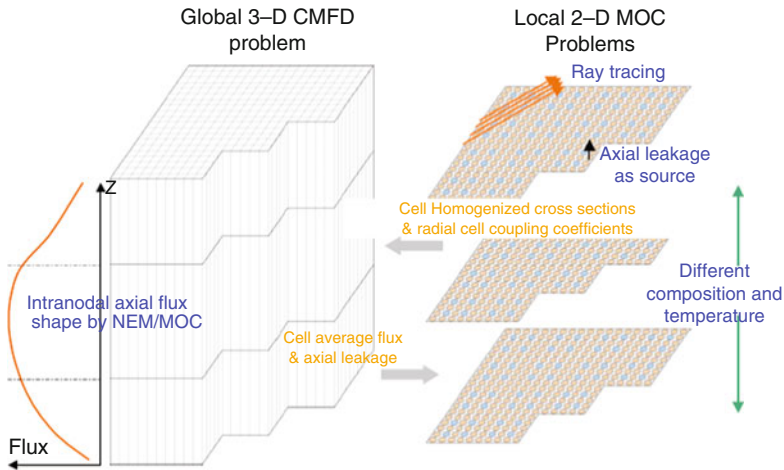 Global 3–D CMFD
problem
Local 2–D MOC
Problems
Ray tracing
Axial leakage
as source
Z
Cell Homogenized cross sections
& radial cell coupling coefficients
Different
composition and
temperature
Intranodal axial flux
shape by NEM/MOC
Cell average flux
& axial leakage
Flux